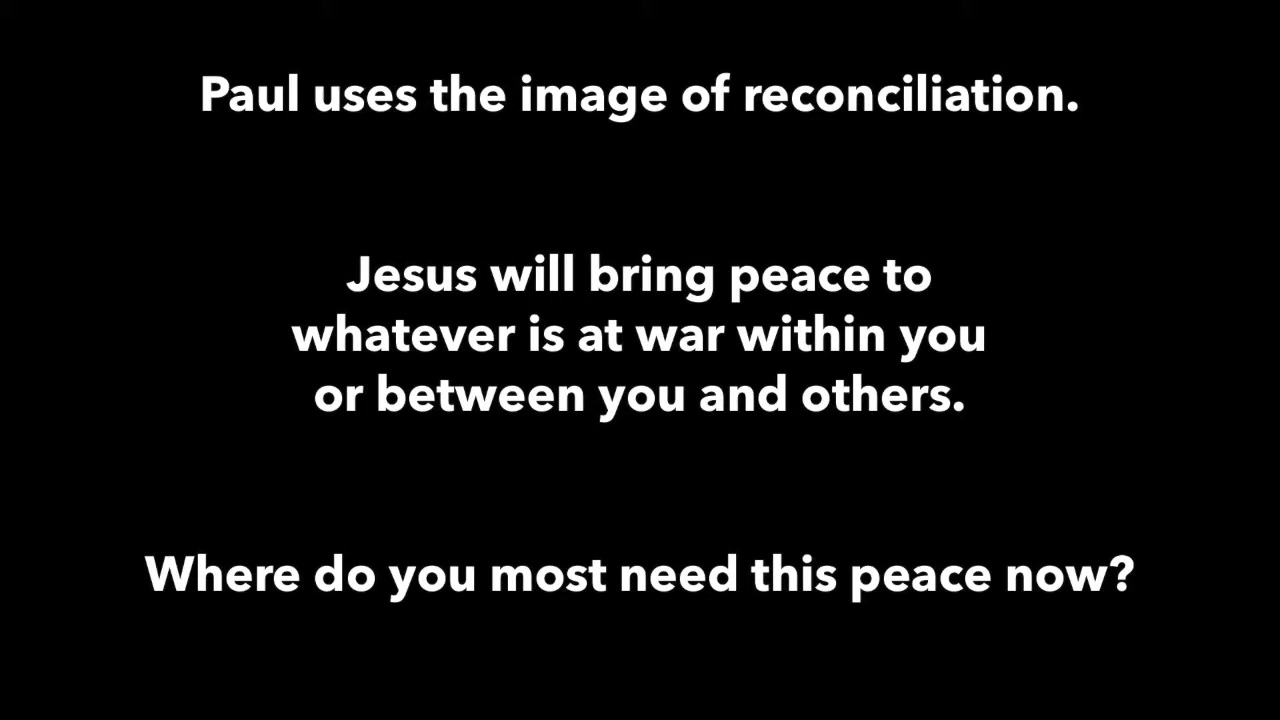 Paul uses the image of reconciliation.
Jesus will bring peace to
whatever is at war within you
or between you and others.
Where do you most need this peace now?